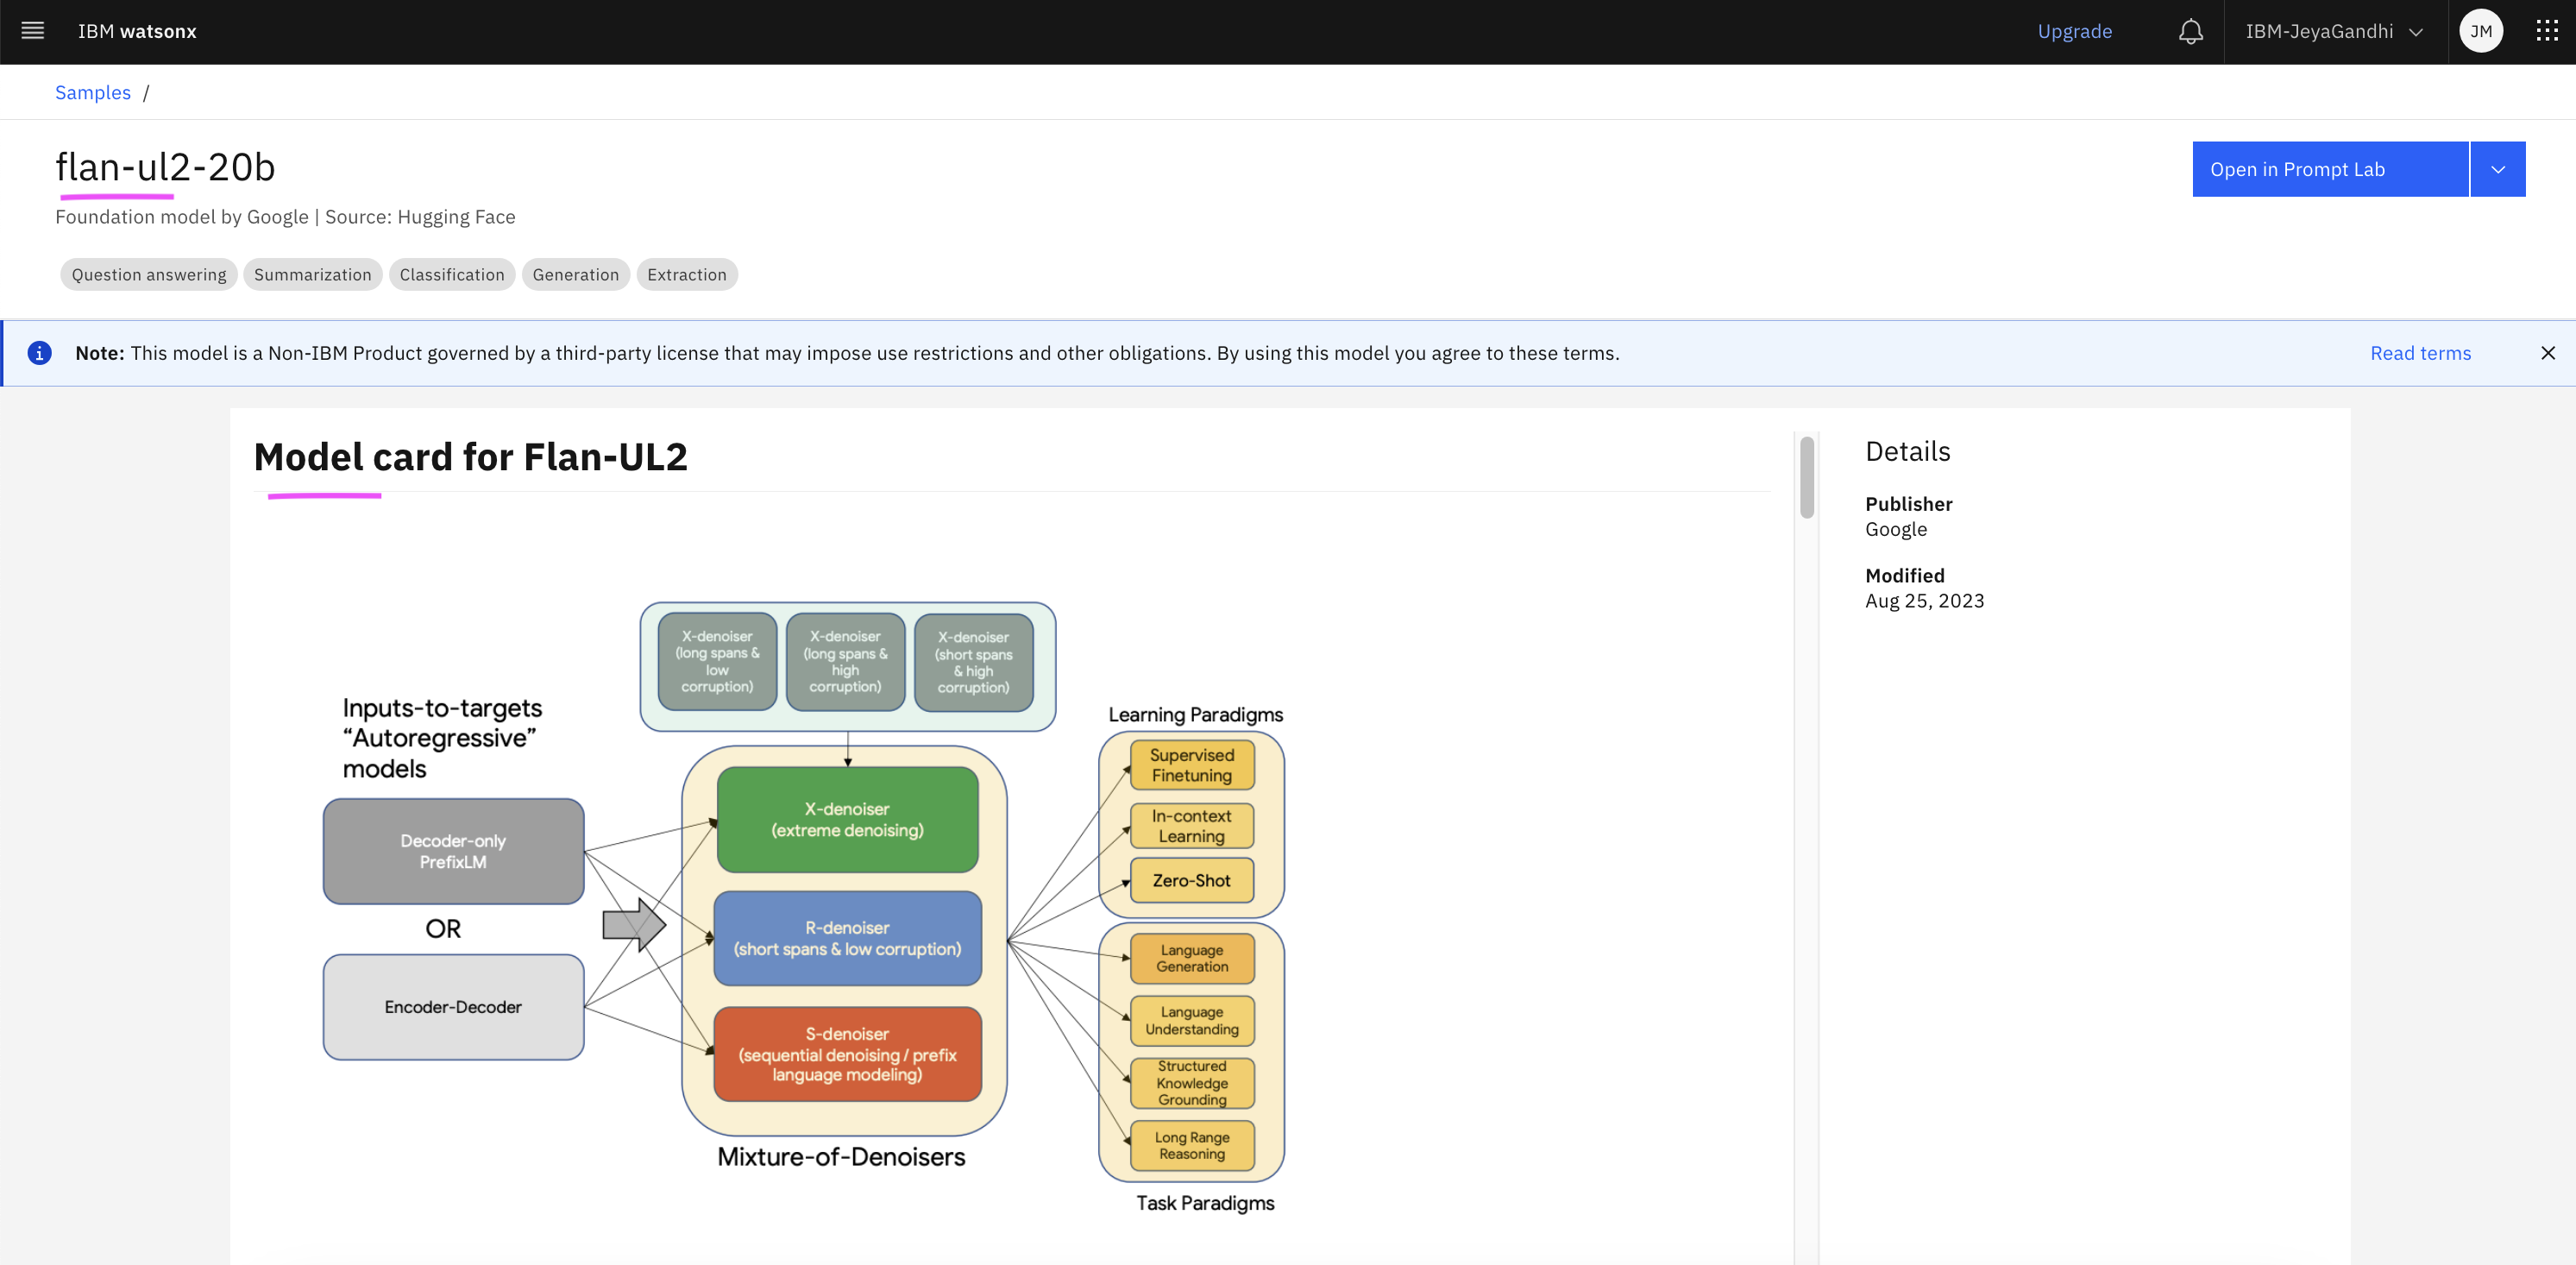 IBM watsonx
Upgrade
IBM-JeyaGandhi
JM
Samples /
flan-ul2-20b
Open in Prompt Lab
Foundation model by Google | Source: Hugging Face
Question answering
Summarization
Classification
Generation
Extraction
Note: This model is a Non-IBM Product governed by a third-party license that may impose use restrictions and other obligations. By using this model you agree to these terms.
Read terms
Model card for Flan-UL2
Inputs-to-targets
“Autoregressive”
models
Decoder-only
PrefixLM
OR
Encoder-Decoder
X-denoiser
(long spans &
low
corruption)
X-denoiser
(long spans &
high
corruption)
X-denoiser
(short spans
& high
corruption)
X-denoiser
(extreme denoising)
R-denoiser
(short spans & low corruption)
S-denoiser
(sequential denoising / prefix
language modeling)
Mixture-of-Denoisers
Learning Paradigms
Supervised
Finetuning
In-context
Learning
Zero-Shot
Language
Generation
Language
Understanding
Structured
Knowledge
Grounding
Long Range
Reasoning
Task Paradigms
Details
Publisher
Google
Modified
Aug 25, 2023